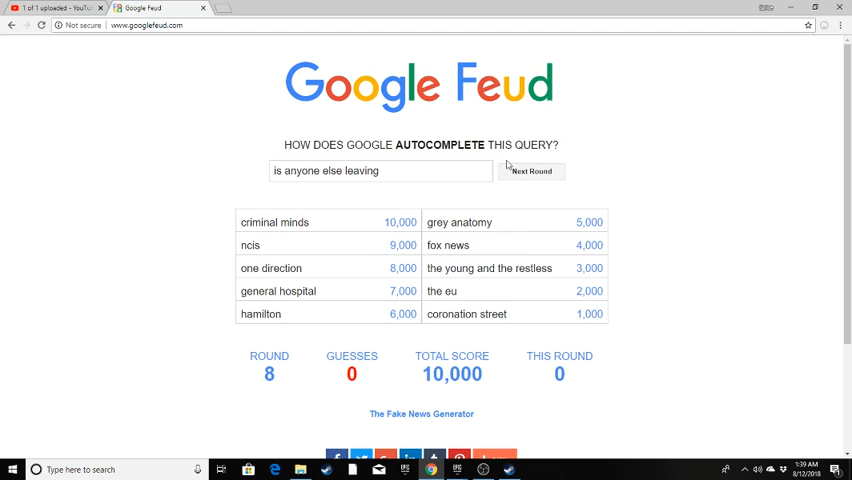 1 of 1 uploaded - YouTub
Google Feud
Not secure
www.googlefeud.com
Google Feud
HOW DOES GOOGLE AUTOCOMPLETE THIS QUERY?
is anyone else leaving
Next Round
criminal minds 10,000 grey anatomy 5,000
ncis 9,000 fox news 4,000
one direction 8,000 the young and the restless 3,000
general hospital 7,000 the eu 2,000
hamilton 6,000 coronation street 1,000
ROUND GUESSES TOTAL SCORE THIS ROUND
8 0 10,000 0
The Fake News Generator
Type here to search
1:39 AM
8/12/2018